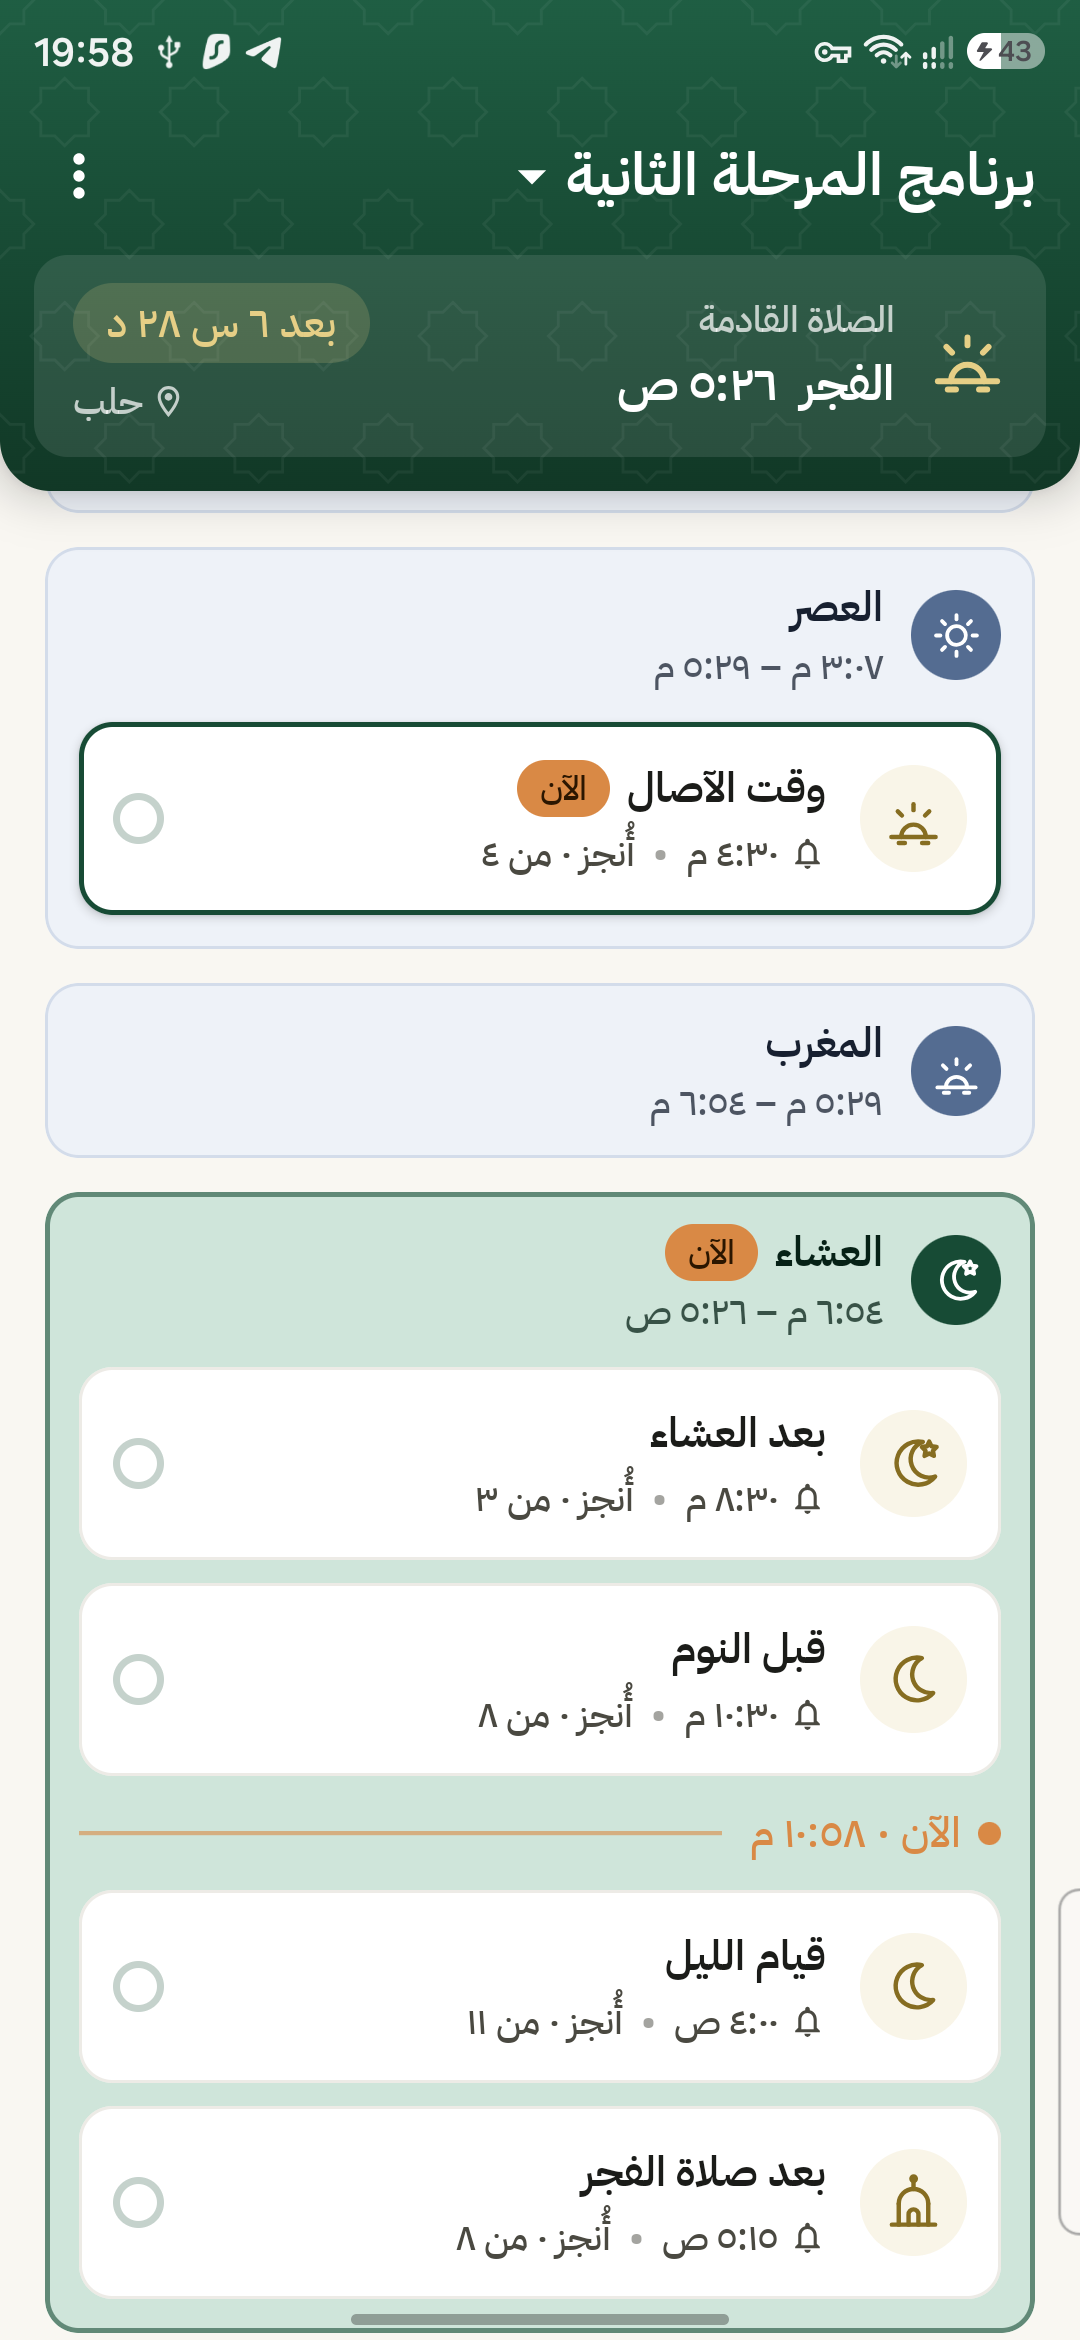 19:58 43
برنامج المرحلة الثانية
الصلاة القادمة
الفجر ٥:٢٦ ص
بعد ٦ س ٢٨ د
حلب
العصر
٣:٠٧ م – ٥:٢٩ م
وقت الآصال الآن
٤:٣٠ م • أُنجز ٠ من ٤
المغرب
٥:٢٩ م – ٦:٥٤ م
العشاء الآن
٦:٥٤ م – ٥:٢٦ ص
بعد العشاء
٨:٣٠ م • أُنجز ٠ من ٣
قبل النوم
١٠:٣٠ م • أُنجز ٠ من ٨
الآن · ١٠:٥٨ م
قيام الليل
٤:٠٠ ص • أُنجز ٠ من ١١
بعد صلاة الفجر
٥:١٥ ص • أُنجز ٠ من ٨